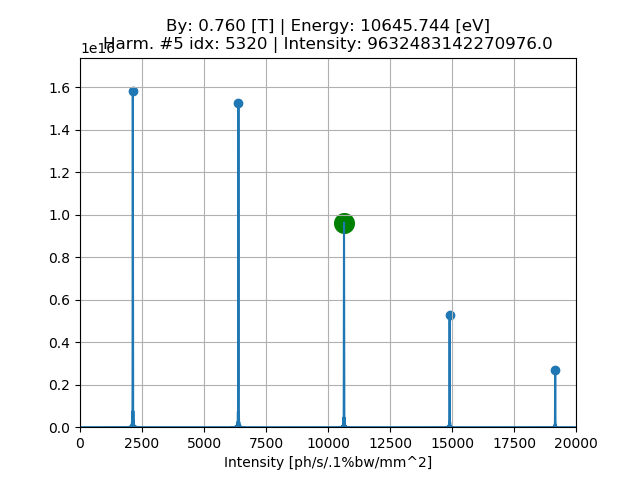 By: 0.760 [T] | Energy: 10645.744 [eV]
Harm. #5 idx: 5320 | Intensity: 9632483142270976.0
1e16
1.6
1.4
1.2
1.0
0.8
0.6
0.4
0.2
0.0
0 2500 5000 7500 10000 12500 15000 17500 20000
Intensity [ph/s/.1%bw/mm^2]